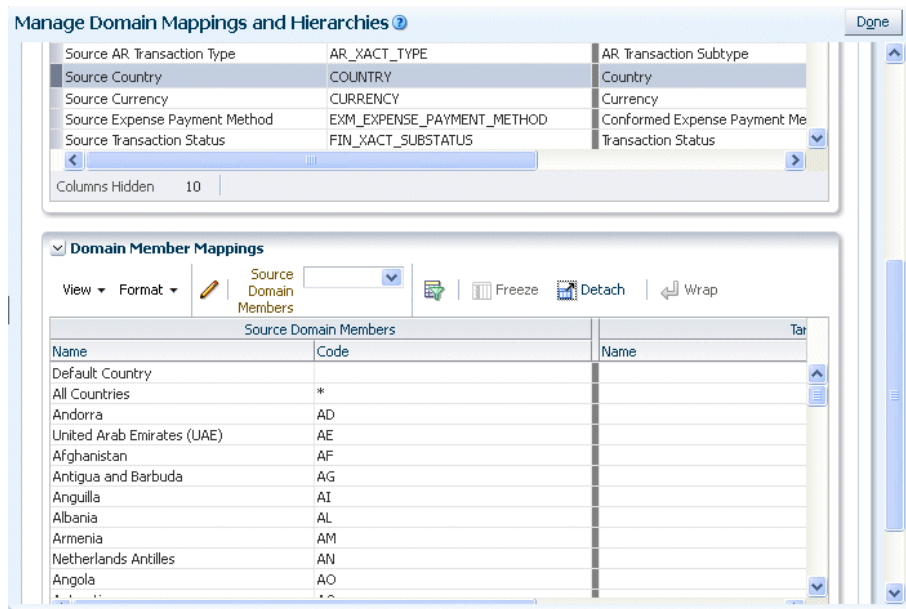 Manage Domain Mappings and Hierarchies ?
Done
Source AR Transaction Type AR_XACT_TYPE AR Transaction Subtype
Source Country COUNTRY Country
Source Currency CURRENCY Currency
Source Expense Payment Method EXM_EXPENSE_PAYMENT_METHOD Conformed Expense Payment Me
Source Transaction Status FIN_XACT_SUBSTATUS Transaction Status
Columns Hidden 10
Domain Member Mappings
View Format Source Domain Members Freeze Detach Wrap
Source Domain Members Tar
Name Code Name
Default Country
All Countries *
Andorra AD
United Arab Emirates (UAE) AE
Afghanistan AF
Antigua and Barbuda AG
Anguilla AI
Albania AL
Armenia AM
Netherlands Antilles AN
Angola AO